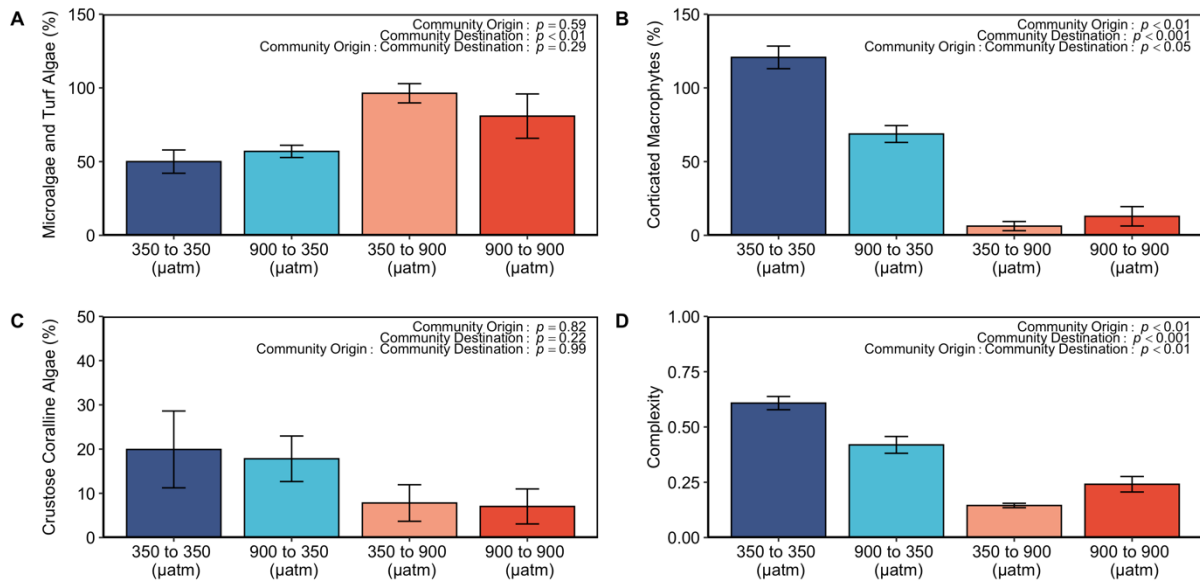 A
Microalgae and Turf Algae (%)
150
100
50
0
Community Origin : p = 0.59
Community Destination : p < 0.01
Community Origin : Community Destination : p = 0.29
350 to 350
(µatm)
900 to 350
(µatm)
350 to 900
(µatm)
900 to 900
(µatm)
B
Corticated Macrophytes (%)
150
100
50
0
Community Origin : p < 0.01
Community Destination : p < 0.001
Community Origin : Community Destination : p < 0.05
350 to 350
(µatm)
900 to 350
(µatm)
350 to 900
(µatm)
900 to 900
(µatm)
C
Crustose Coralline Algae (%)
50
40
30
20
10
0
Community Origin : p = 0.82
Community Destination : p = 0.22
Community Origin : Community Destination : p = 0.99
350 to 350
(µatm)
900 to 350
(µatm)
350 to 900
(µatm)
900 to 900
(µatm)
D
Complexity
1.00
0.75
0.50
0.25
0.00
Community Origin : p < 0.01
Community Destination : p < 0.001
Community Origin : Community Destination : p < 0.01
350 to 350
(µatm)
900 to 350
(µatm)
350 to 900
(µatm)
900 to 900
(µatm)